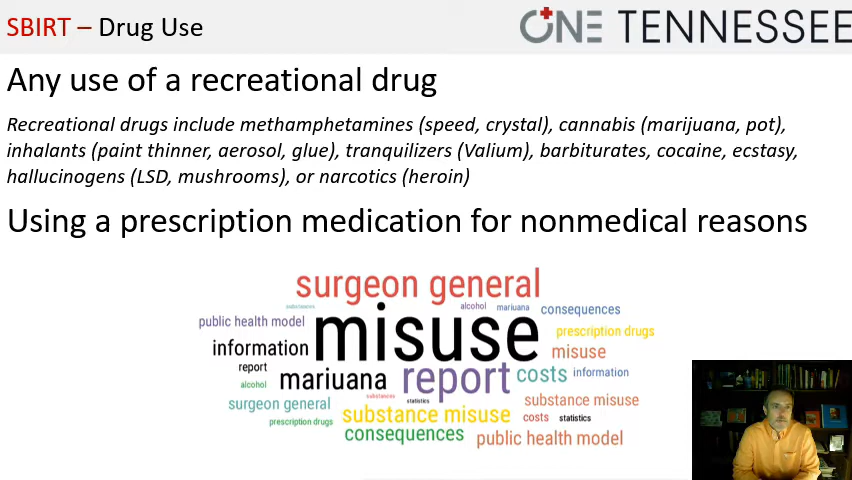 SBIRT – Drug Use
ONE TENNESSEE
Any use of a recreational drug
Recreational drugs include methamphetamines (speed, crystal), cannabis (marijuana, pot),
inhalants (paint thinner, aerosol, glue), tranquilizers (Valium), barbiturates, cocaine, ecstasy,
hallucinogens (LSD, mushrooms), or narcotics (heroin)
Using a prescription medication for nonmedical reasons
surgeon general
substances
alcohol
mariuana
consequences
public health model
misuse
prescription drugs
information
misuse
report
mariuana
report
costs
information
alcohol
substances
statistics
surgeon general
substance misuse
substance misuse
prescription drugs
costs
statistics
consequences
public health model